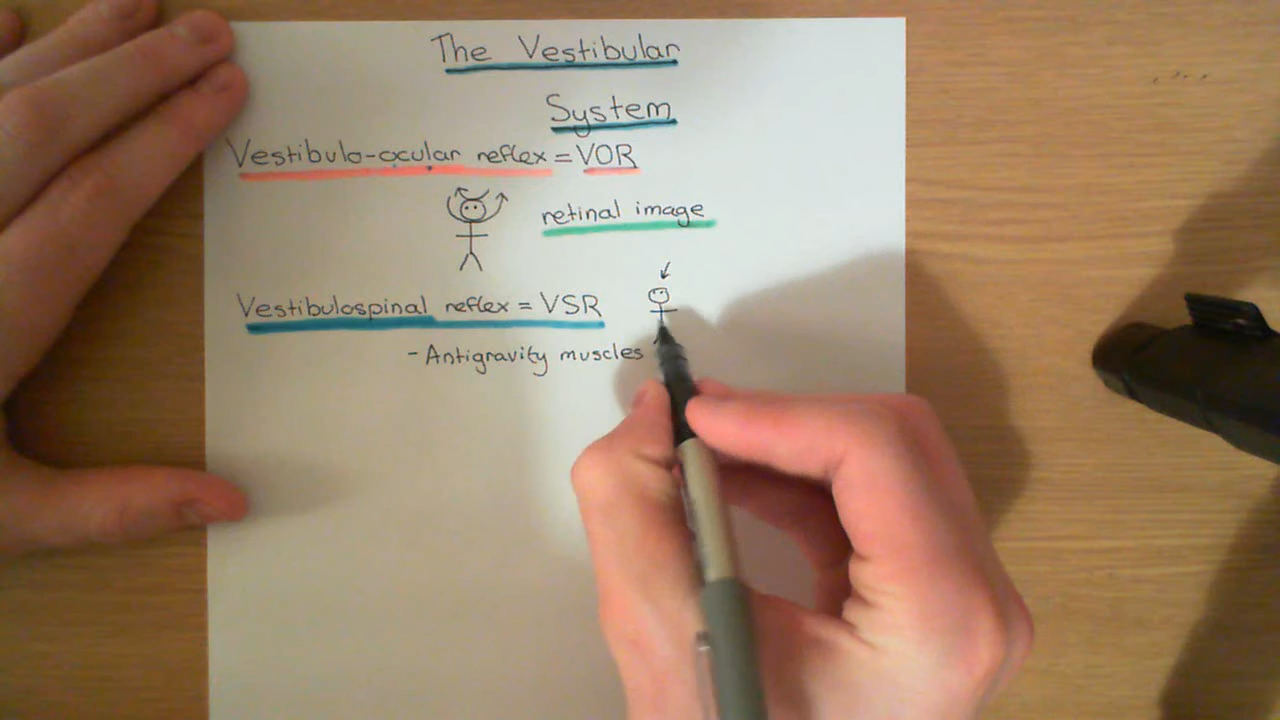 The Vestibular
System
Vestibulo-ocular reflex = VOR
retinal image
Vestibulospinal reflex = VSR
- Antigravity muscles